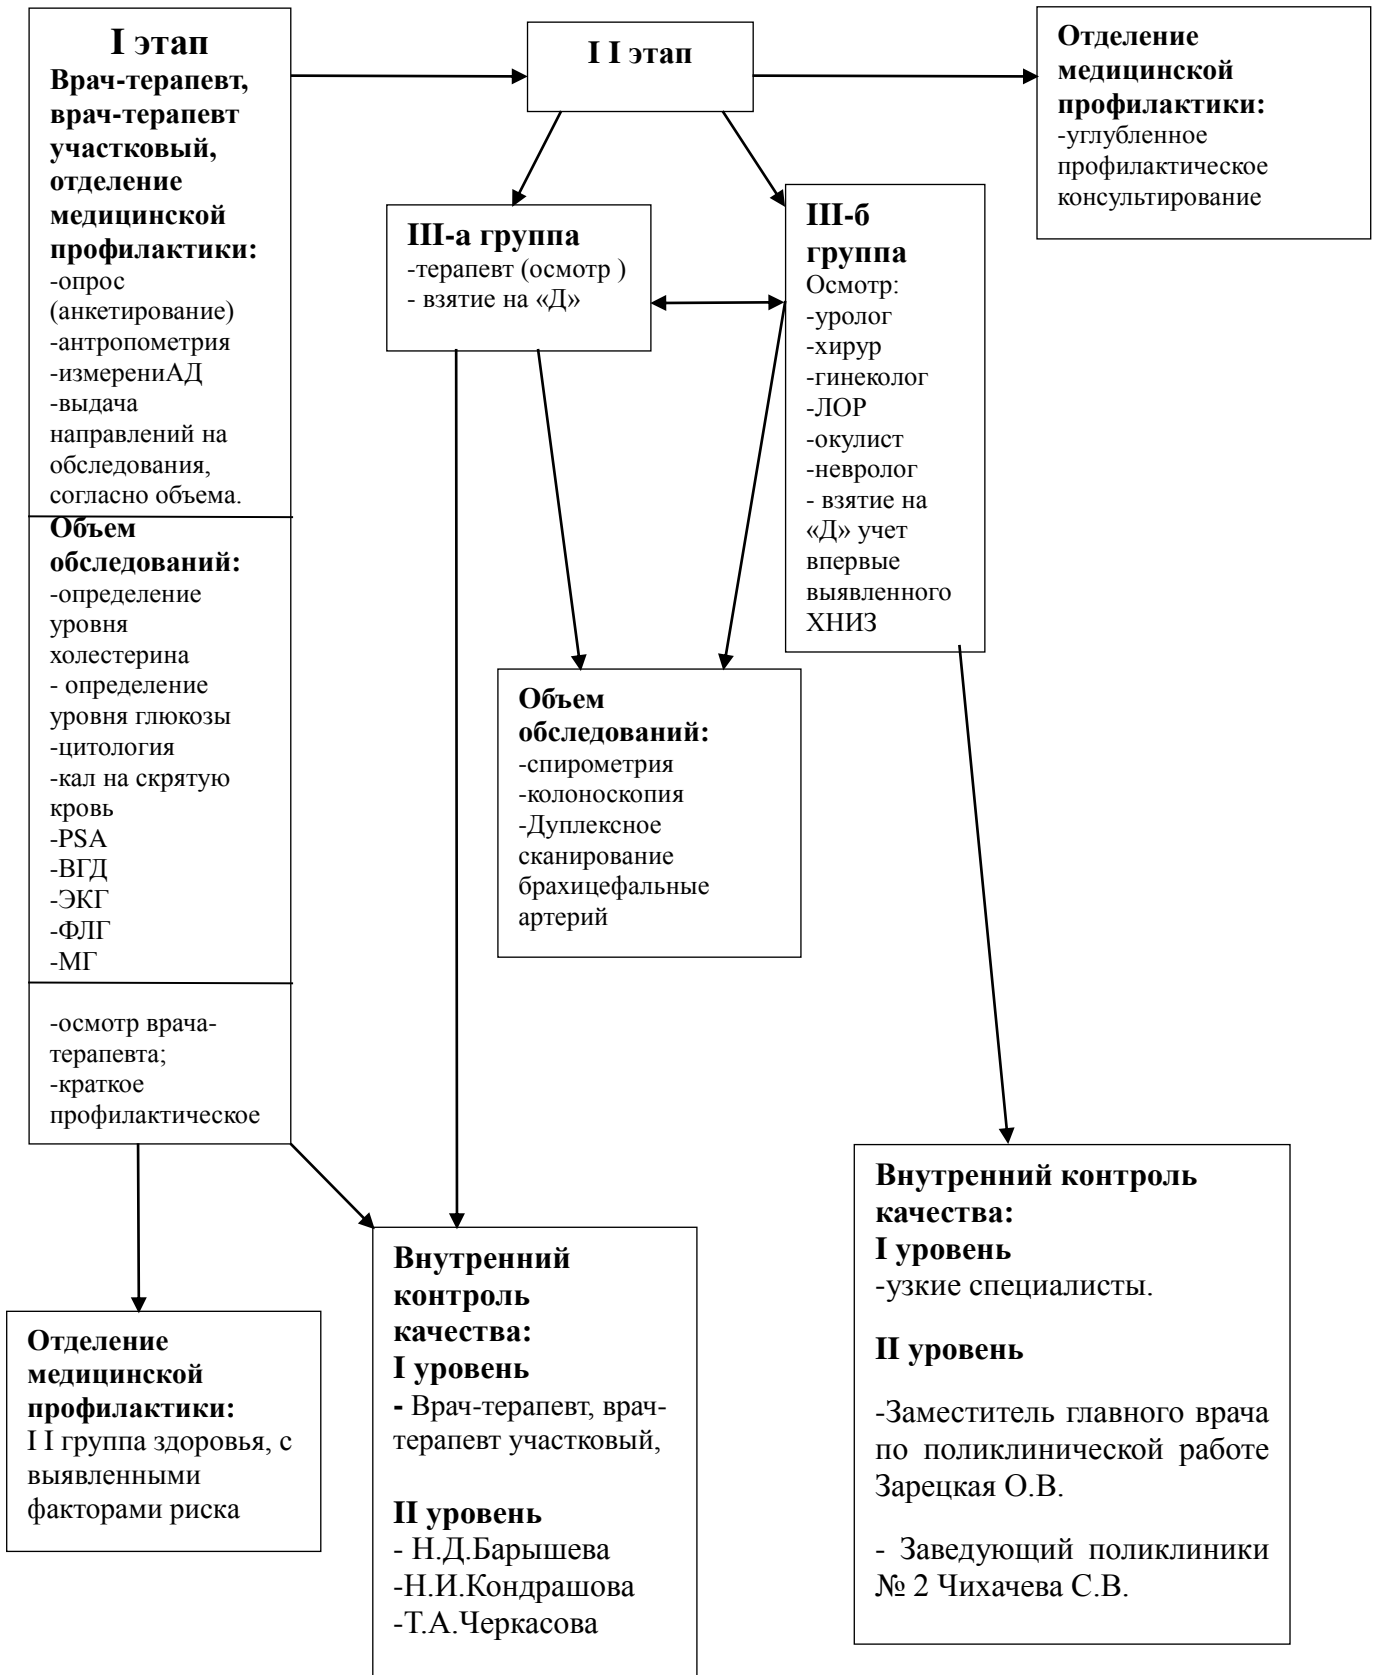 I этап
Врач-терапевт,
врач-терапевт
участковый,
отделение
медицинской
профилактики:
-опрос
(анкетирование)
-антропометрия
-измерениАД
-выдача
направлений на
обследования,
согласно объема.
Объем
обследований:
-определение
уровня
холестерина
- определение
уровня глюкозы
-цитология
-кал на скрятую
кровь
-PSA
-ВГД
-ЭКГ
-ФЛГ
-МГ
-осмотр врача-
терапевта;
-краткое
профилактическое
I I этап
Отделение
медицинской
профилактики:
-углубленное
профилактическое
консультирование
III-а группа
-терапевт (осмотр )
- взятие на «Д»
III-б
группа
Осмотр:
-уролог
-хирур
-гинеколог
-ЛОР
-окулист
-невролог
- взятие на
«Д» учет
впервые
выявленного
ХНИЗ
Объем
обследований:
-спирометрия
-колоноскопия
-Дуплексное
сканирование
брахицефальные
артерий
Отделение
медицинской
профилактики:
I I группа здоровья, с
выявленными
факторами риска
Внутренний
контроль
качества:
I уровень
- Врач-терапевт, врач-
терапевт участковый,
II уровень
- Н.Д.Барышева
-Н.И.Кондрашова
-Т.А.Черкасова
Внутренний контроль
качества:
I уровень
-узкие специалисты.
II уровень
-Заместитель главного врача
по поликлинической работе
Зарецкая О.В.
- Заведующий поликлиники
№ 2 Чихачева С.В.